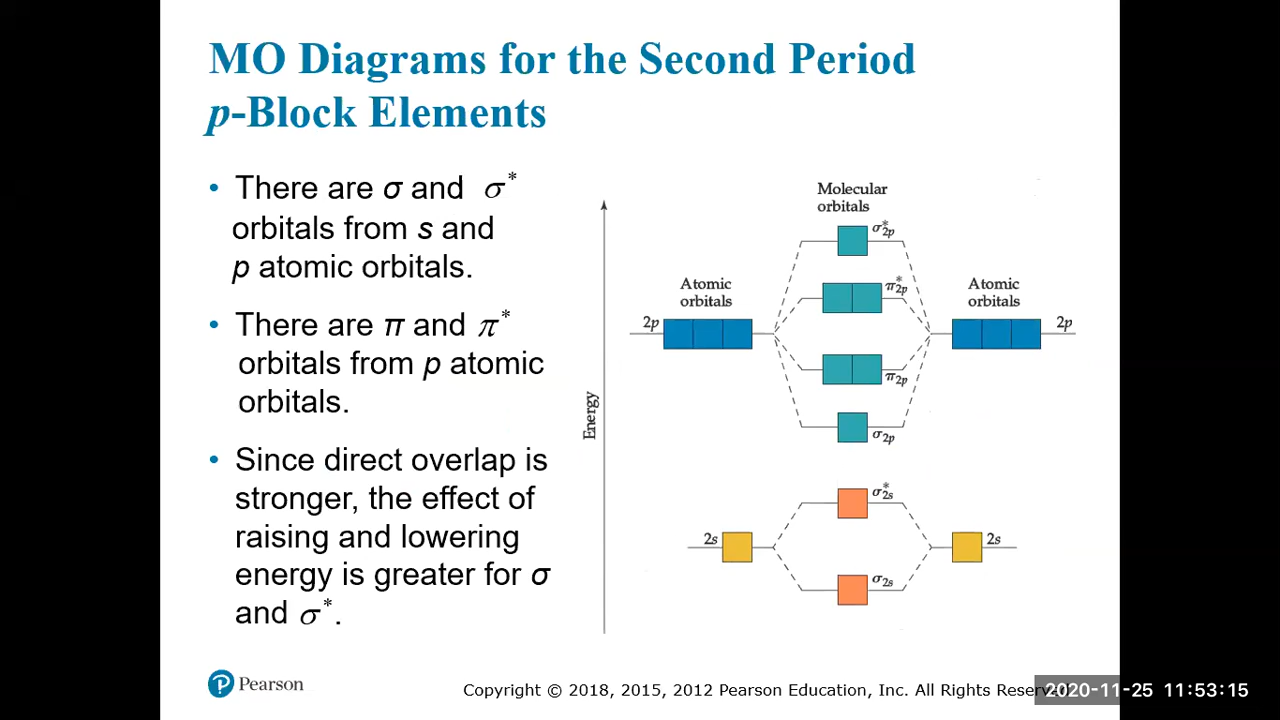 MO Diagrams for the Second Period
p-Block Elements
• There are σ and σ*
orbitals from s and
p atomic orbitals.
• There are π and π*
orbitals from p atomic
orbitals.
• Since direct overlap is
stronger, the effect of
raising and lowering
energy is greater for σ
and σ*.
Molecular
orbitals
σ*2p
Atomic
orbitals
π*2p
Atomic
orbitals
2p
2p
π2p
Energy
σ2p
σ*2s
2s
2s
σ2s
Pearson
Copyright © 2018, 2015, 2012 Pearson Education, Inc. All Rights Reserved
2020-11-25 11:53:15